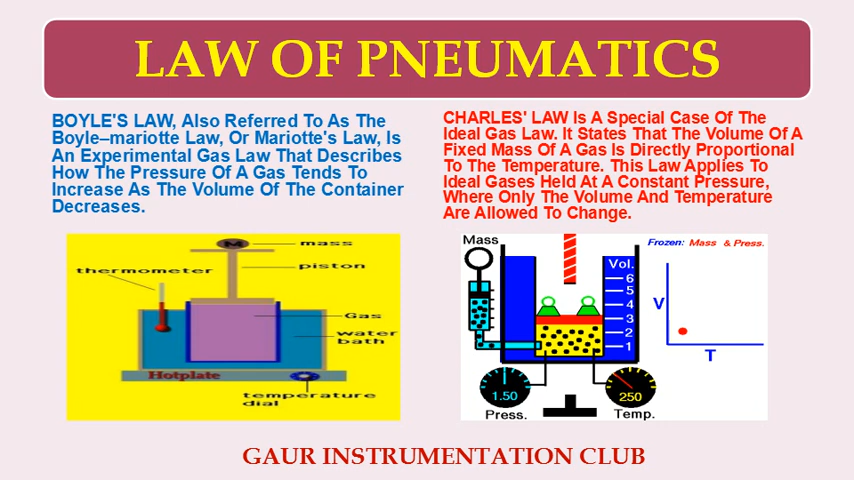 LAW OF PNEUMATICS
BOYLE'S LAW, Also Referred To As The
Boyle–mariotte Law, Or Mariotte's Law, Is
An Experimental Gas Law That Describes
How The Pressure Of A Gas Tends To
Increase As The Volume Of The Container
Decreases.
CHARLES' LAW Is A Special Case Of The
Ideal Gas Law. It States That The Volume Of A
Fixed Mass Of A Gas Is Directly Proportional
To The Temperature. This Law Applies To
Ideal Gases Held At A Constant Pressure,
Where Only The Volume And Temperature
Are Allowed To Change.
M
mass
piston
thermometer
Gas
water
bath
Hotplate
temperature
dial
Mass
Frozen: Mass & Press.
Vol.
6
5
4
3
2
1
V
T
1.50
250
Press.
Temp.
GAUR INSTRUMENTATION CLUB